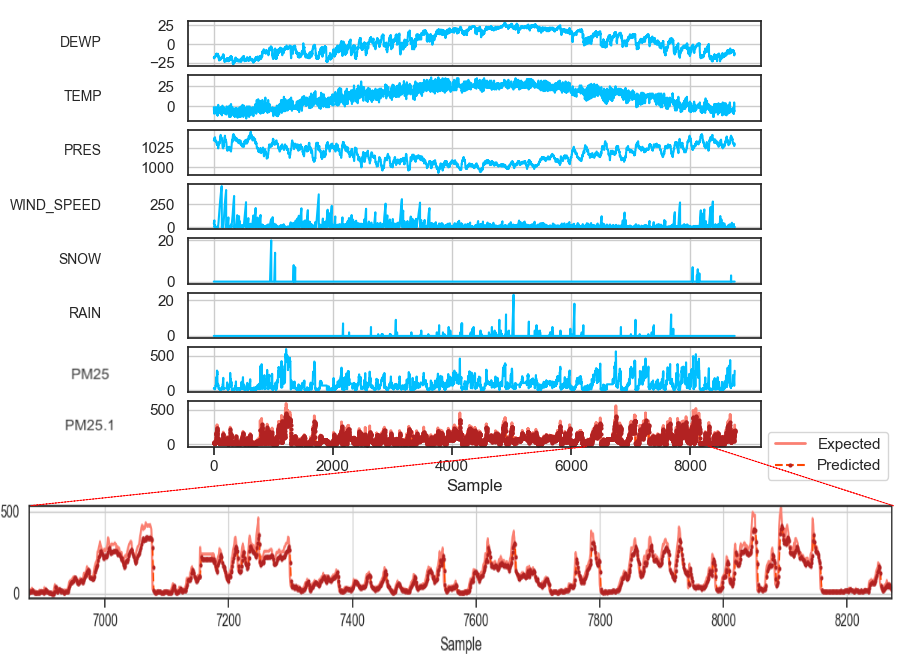 DEWP
25
0
−25
TEMP
25
0
PRES
1025
1000
WIND_SPEED
250
0
SNOW
20
0
RAIN
20
0
PM25
500
0
PM25.1
500
0
0 2000 4000 6000 8000
Sample
Expected
Predicted
500
0
7000 7200 7400 7600 7800 8000 8200
Sample